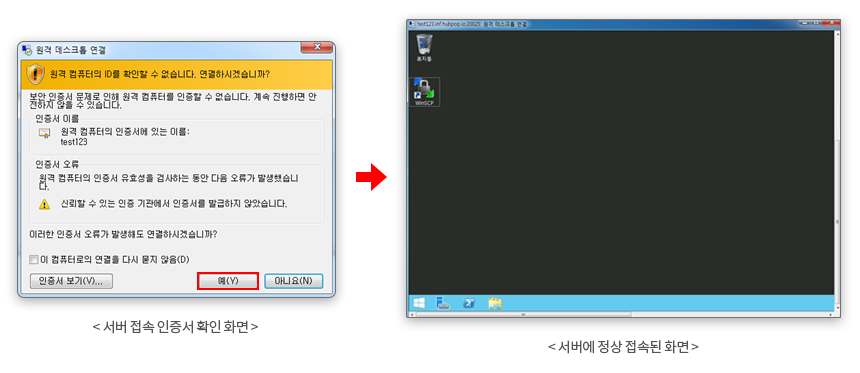 원격 데스크톱 연결
원격 컴퓨터의 ID를 확인할 수 없습니다. 연결하시겠습니까?
보안 인증서 문제로 인해 원격 컴퓨터를 인증할 수 없습니다. 계속 진행하면 안
전하지 않을 수 있습니다.
인증서 이름
원격 컴퓨터의 인증서에 있는 이름:
test123
인증서 오류
원격 컴퓨터의 인증서 유효성을 검사하는 동안 다음 오류가 발생했습니
다.
신뢰할 수 있는 인증 기관에서 인증서를 발급하지 않았습니다.
이러한 인증서 오류가 발생해도 연결하시겠습니까?
이 컴퓨터로의 연결을 다시 묻지 않음(D)
인증서 보기(V)...
예(Y)
아니요(N)
< 서버 접속 인증서 확인 화면 >
test123.inf.hubpop.io:20025: 원격 데스크톱 연결
휴지통
WinSCP
< 서버에 정상 접속된 화면 >